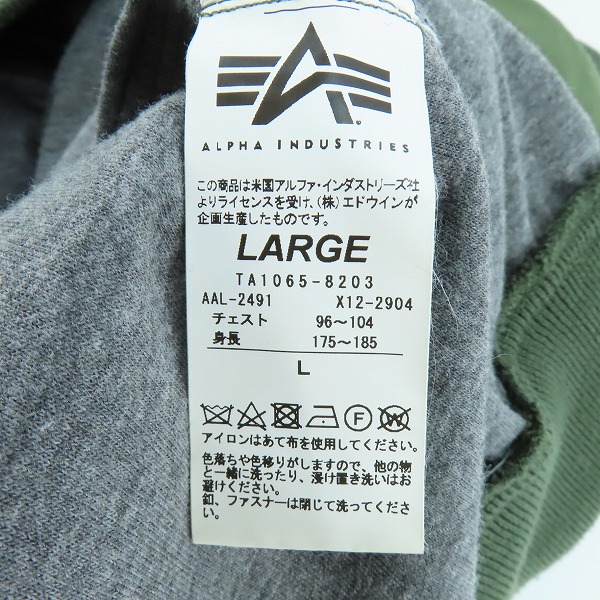 ALPHA INDUSTRIES
この商品は米国アルファ・インダストリーズ社
よりライセンスを受け、(株)エドウインが
企画生産したものです。
LARGE
TA1065-8203
AAL-2491 X12-2904
チェスト 96～104
身長 175～185
L
アイロンはあて布を使用してください。
色落ちや色移りがしますので、他の物
と一緒に洗ったり、浸け置き洗いはお
避けください。
釦、ファスナーは閉じて洗ってくださ
い。